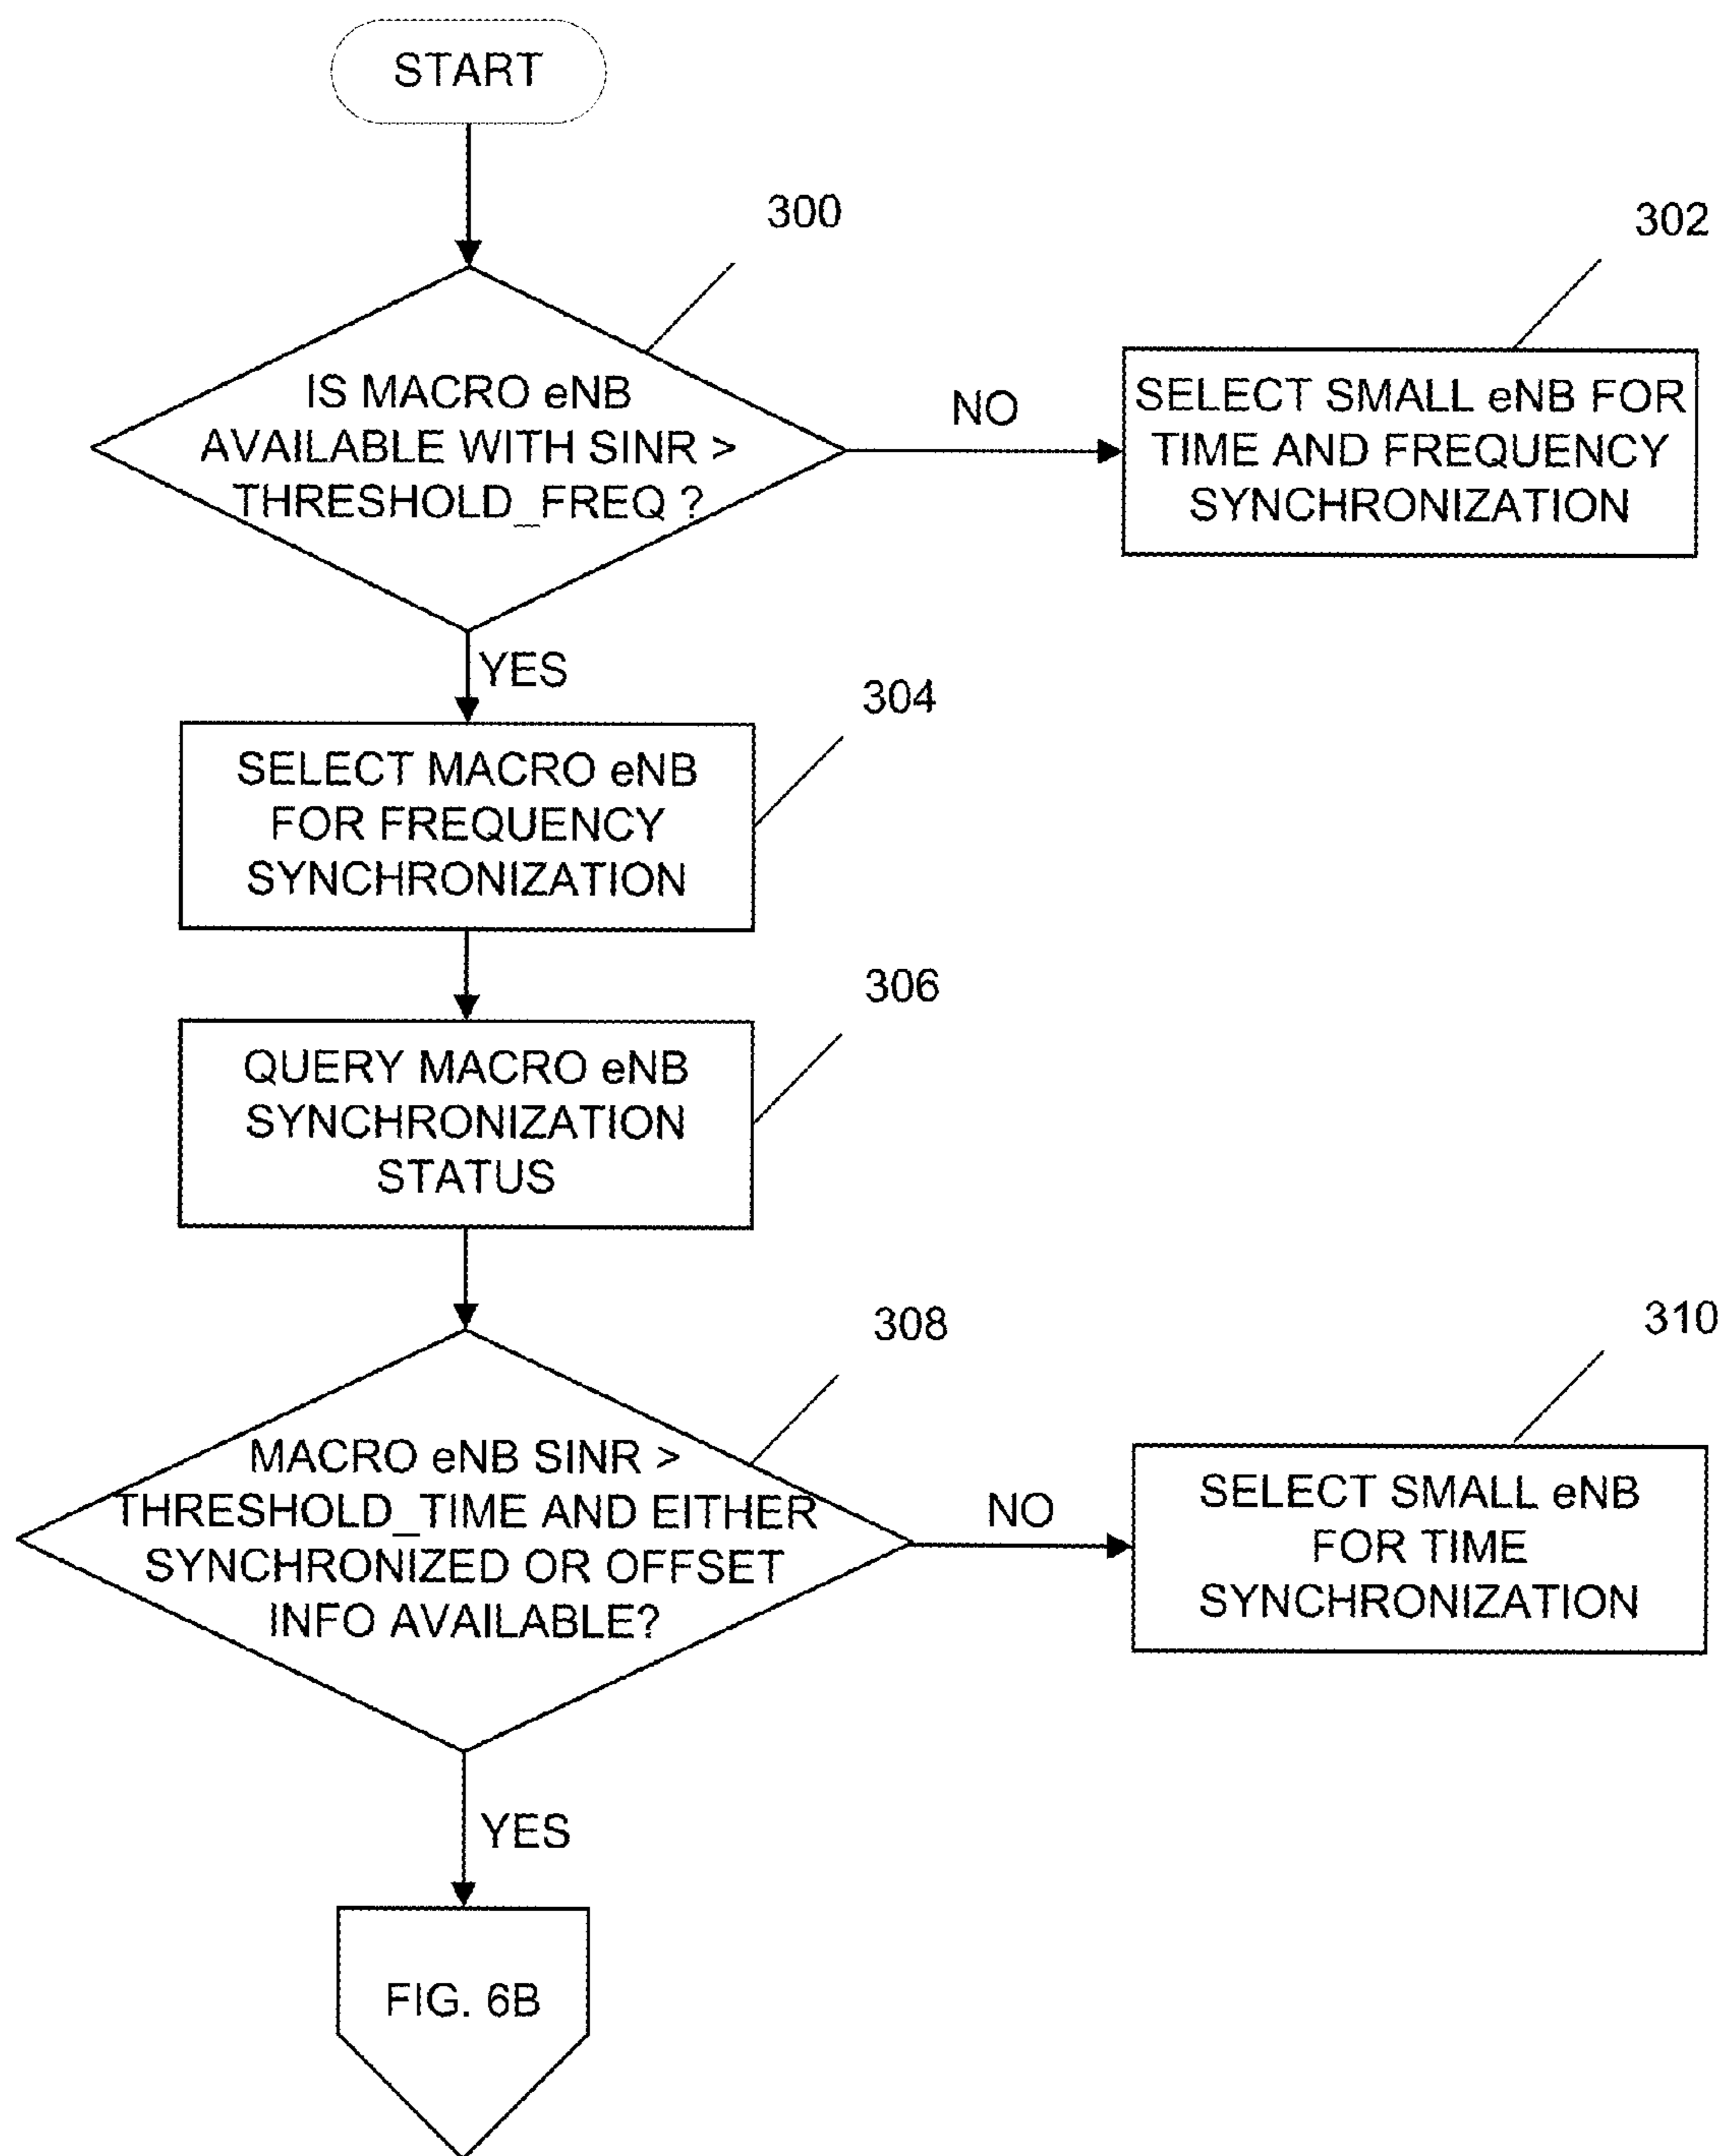 START
300
302
IS MACRO eNB
AVAILABLE WITH SINR >
THRESHOLD_FREQ ?
NO
SELECT SMALL eNB FOR
TIME AND FREQUENCY
SYNCHRONIZATION
YES
304
SELECT MACRO eNB
FOR FREQUENCY
SYNCHRONIZATION
306
QUERY MACRO eNB
SYNCHRONIZATION
STATUS
308
310
MACRO eNB SINR >
THRESHOLD_TIME AND EITHER
SYNCHRONIZED OR OFFSET
INFO AVAILABLE?
NO
SELECT SMALL eNB
FOR TIME
SYNCHRONIZATION
YES
FIG. 6B